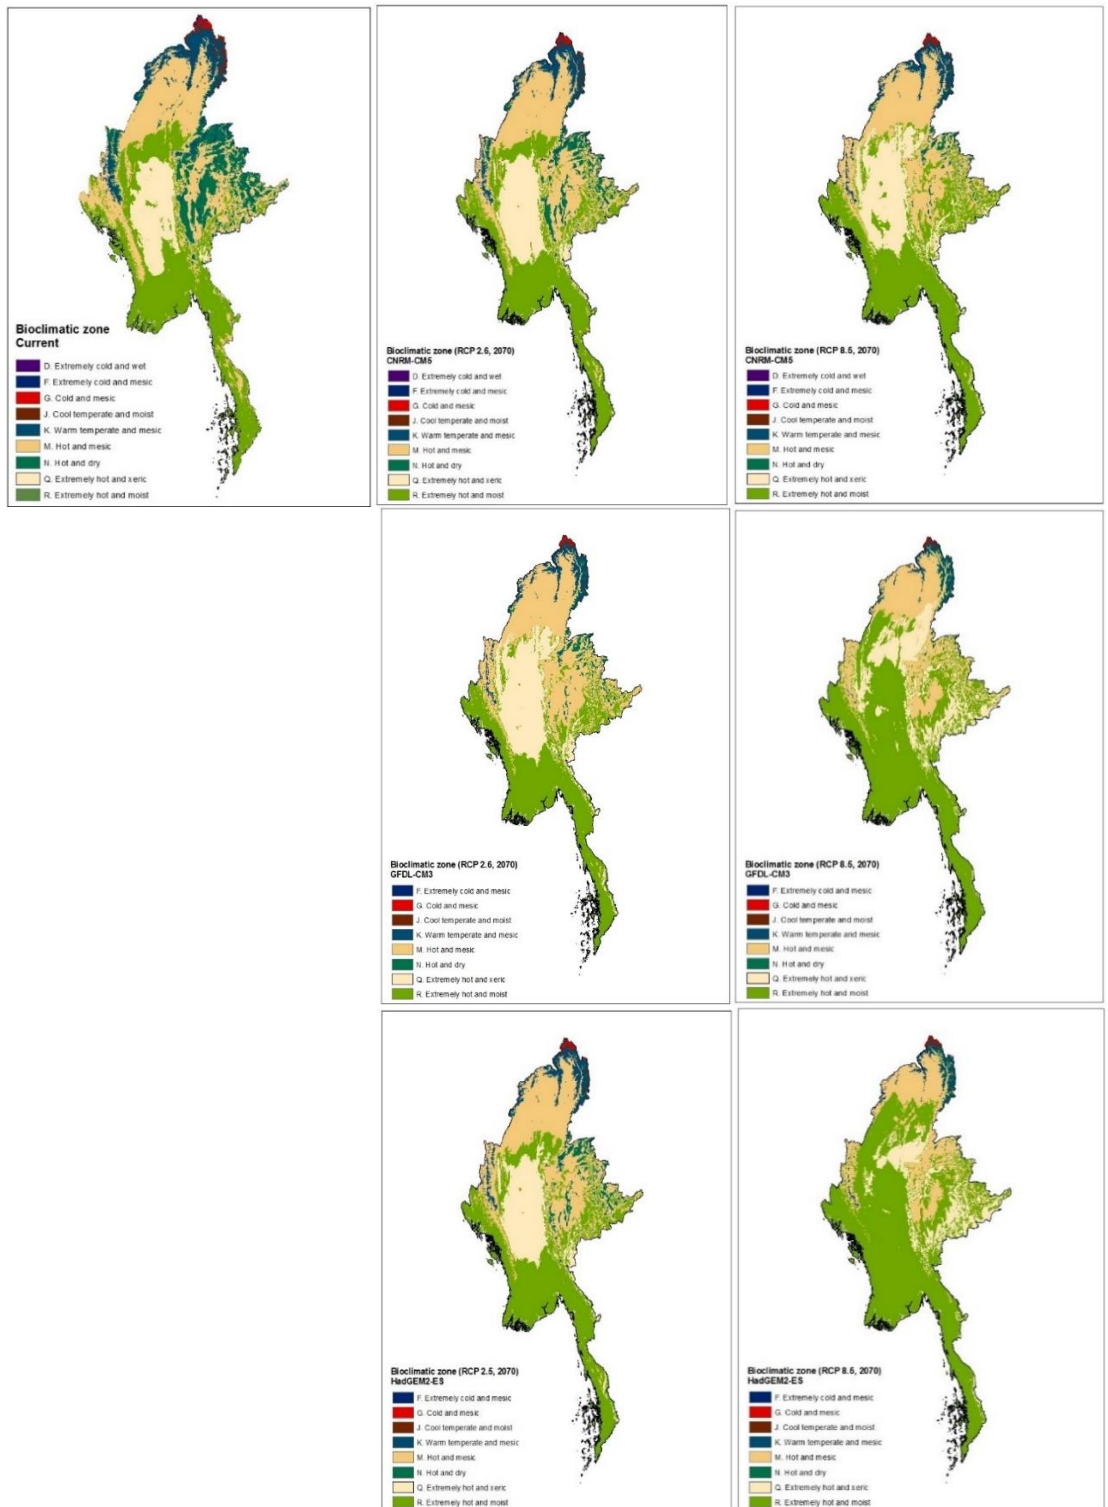 Bioclimatic zone
Current
D. Extremely cold and wet
F. Extremely cold and mesic
G. Cold and mesic
J. Cool temperate and moist
K. Warm temperate and mesic
M. Hot and mesic
N. Hot and dry
Q. Extremely hot and xeric
R. Extremely hot and moist
Bioclimatic zone (RCP 2.6, 2070)
CNRM-CM5
D. Extremely cold and wet
F. Extremely cold and mesic
G. Cold and mesic
J. Cool temperate and moist
K. Warm temperate and mesic
M. Hot and mesic
N. Hot and dry
Q. Extremely hot and xeric
R. Extremely hot and moist
Bioclimatic zone (RCP 8.5, 2070)
CNRM-CM5
D. Extremely cold and wet
F. Extremely cold and mesic
G. Cold and mesic
J. Cool temperate and moist
K. Warm temperate and mesic
M. Hot and mesic
N. Hot and dry
Q. Extremely hot and xeric
R. Extremely hot and moist
Bioclimatic zone (RCP 2.6, 2070)
GFDL-CM3
F. Extremely cold and mesic
G. Cold and mesic
J. Cool temperate and moist
K. Warm temperate and mesic
M. Hot and mesic
N. Hot and dry
Q. Extremely hot and xeric
R. Extremely hot and moist
Bioclimatic zone (RCP 8.5, 2070)
GFDL-CM3
F. Extremely cold and mesic
G. Cold and mesic
J. Cool temperate and moist
K. Warm temperate and mesic
M. Hot and mesic
N. Hot and dry
Q. Extremely hot and xeric
R. Extremely hot and moist
Bioclimatic zone (RCP 2.5, 2070)
HadGEM2-ES
F. Extremely cold and mesic
G. Cold and mesic
J. Cool temperate and moist
K. Warm temperate and mesic
M. Hot and mesic
N. Hot and dry
Q. Extremely hot and xeric
R. Extremely hot and moist
Bioclimatic zone (RCP 8.5, 2070)
HadGEM2-ES
F. Extremely cold and mesic
G. Cold and mesic
J. Cool temperate and moist
K. Warm temperate and mesic
M. Hot and mesic
N. Hot and dry
Q. Extremely hot and xeric
R. Extremely hot and moist